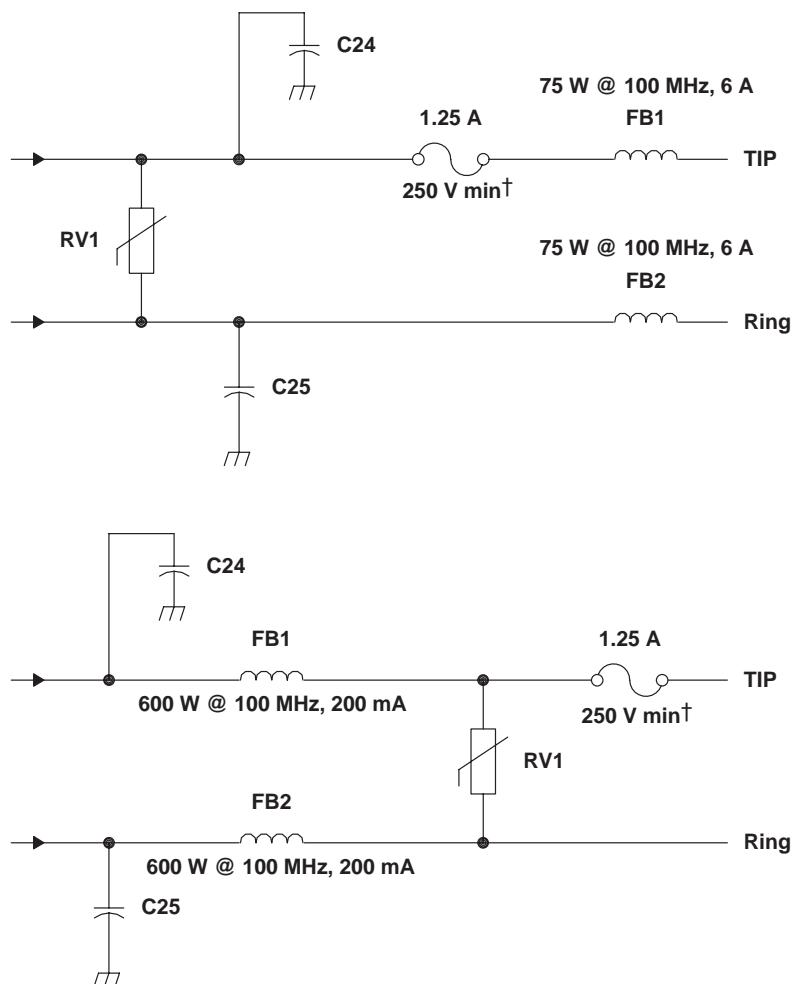 C24
75 W @ 100 MHz, 6 A
1.25 A
FB1
TIP
250 V min†
RV1
75 W @ 100 MHz, 6 A
FB2
Ring
C25
C24
FB1
1.25 A
TIP
600 W @ 100 MHz, 200 mA
250 V min†
RV1
FB2
Ring
600 W @ 100 MHz, 200 mA
C25